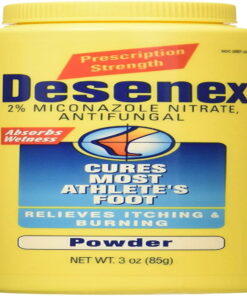 Prescription
Strength
Desenex
2% MICONAZOLE NITRATE,
ANTIFUNGAL
Absorbs
Wetness
CURES
MOST
ATHLETE'S
FOOT
RELIEVES ITCHING &
BURNING
Powder
NET WT. 3 oz (85g)